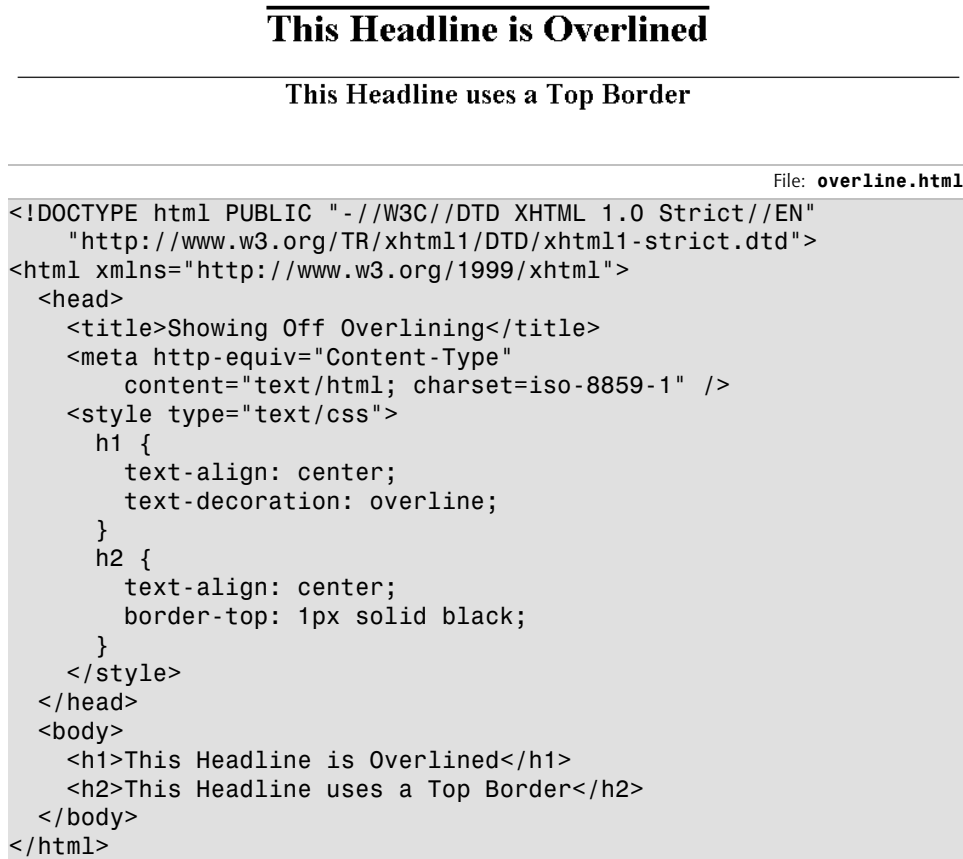 This Headline is Overlined
This Headline uses a Top Border
File: overline.html
<!DOCTYPE html PUBLIC "-//W3C//DTD XHTML 1.0 Strict//EN"
    "http://www.w3.org/TR/xhtml1/DTD/xhtml1-strict.dtd">
<html xmlns="http://www.w3.org/1999/xhtml">
  <head>
    <title>Showing Off Overlining</title>
    <meta http-equiv="Content-Type"
        content="text/html; charset=iso-8859-1" />
    <style type="text/css">
      h1 {
        text-align: center;
        text-decoration: overline;
      }
      h2 {
        text-align: center;
        border-top: 1px solid black;
      }
    </style>
  </head>
  <body>
    <h1>This Headline is Overlined</h1>
    <h2>This Headline uses a Top Border</h2>
  </body>
</html>